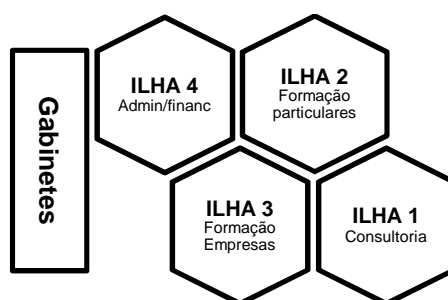 Gabinetes
ILHA 4
Admin/financ
ILHA 2
Formação
particulares
ILHA 3
Formação
Empresas
ILHA 1
Consultoria